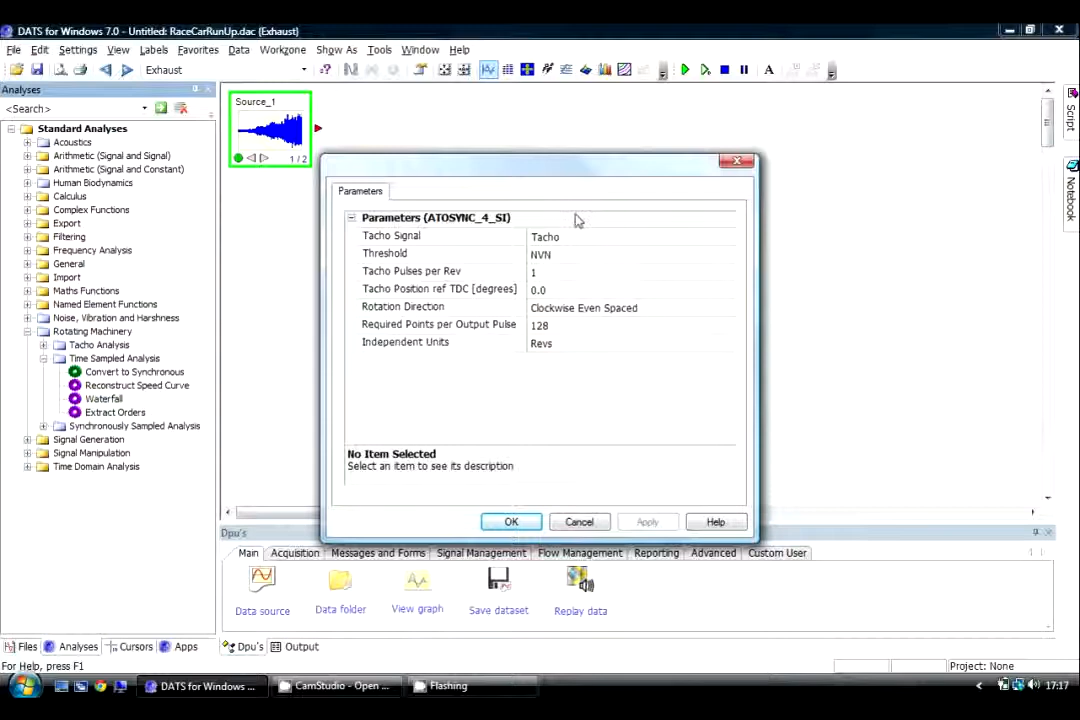 DATS for Windows 7.0 - Untitled: RaceCarRunUp.dac (Exhaust)
File Edit Settings View Labels Favorites Data Workzone Show As Tools Window Help
Exhaust
Analyses
<Search>
Standard Analyses
Acoustics
Arithmetic (Signal and Signal)
Arithmetic (Signal and Constant)
Human Biodynamics
Calculus
Complex Functions
Export
Filtering
Frequency Analysis
General
Import
Maths Functions
Named Element Functions
Noise, Vibration and Harshness
Rotating Machinery
Tacho Analysis
Time Sampled Analysis
Convert to Synchronous
Reconstruct Speed Curve
Waterfall
Extract Orders
Synchronously Sampled Analysis
Signal Generation
Signal Manipulation
Time Domain Analysis
Files Analyses Cursors Apps
Source_1
1 / 2
Parameters
Parameters (ATOSYNC_4_SI)
Tacho Signal Tacho
Threshold NVN
Tacho Pulses per Rev 1
Tacho Position ref TDC [degrees] 0.0
Rotation Direction Clockwise Even Spaced
Required Points per Output Pulse 128
Independent Units Revs
No Item Selected
Select an item to see its description
OK Cancel Apply Help
Script
Notebook
Dpu's
Main Acquisition Messages and Forms Signal Management Flow Management Reporting Advanced Custom User
Data source Data folder View graph Save dataset Replay data
Dpu's Output
For Help, press F1
Project: None
DATS for Windows ... CamStudio - Open ... Flashing
17:17